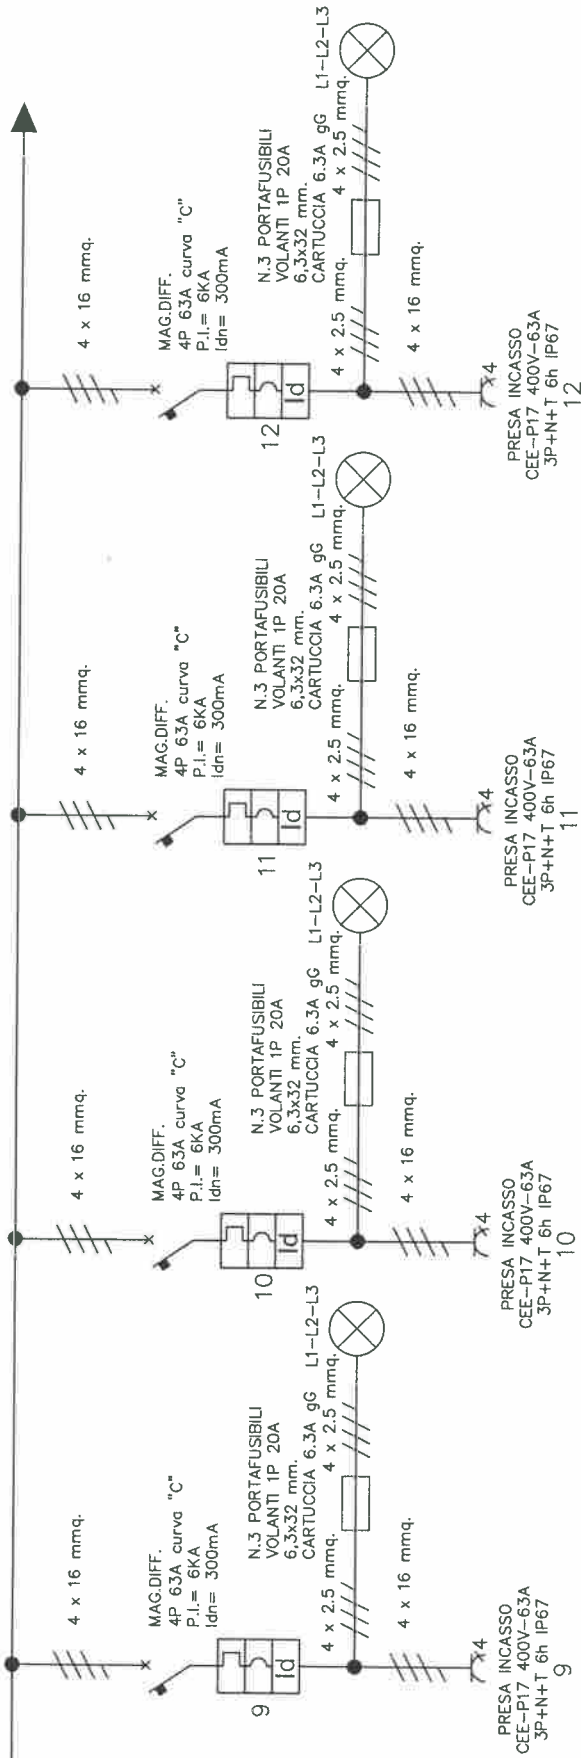 4 x 16 mmq.
MAG.DIFF.
4P 63A curva "C"
P.I.= 6KA
Idn= 300mA
Id
9
N.3 PORTAFUSIBILI
VOLANTI 1P 20A
6,3x32 mm.
CARTUCCIA 6.3A gG
4 x 2.5 mmq.
4 x 2.5 mmq.
L1-L2-L3
4 x 16 mmq.
4
PRESA INCASSO
CEE-P17 400V-63A
3P+N+T 6h IP67
9
4 x 16 mmq.
MAG.DIFF.
4P 63A curva "C"
P.I.= 6KA
Idn= 300mA
Id
10
N.3 PORTAFUSIBILI
VOLANTI 1P 20A
6,3x32 mm.
CARTUCCIA 6.3A gG
4 x 2.5 mmq.
4 x 2.5 mmq.
L1-L2-L3
4 x 16 mmq.
4
PRESA INCASSO
CEE-P17 400V-63A
3P+N+T 6h IP67
10
4 x 16 mmq.
MAG.DIFF.
4P 63A curva "C"
P.I.= 6KA
Idn= 300mA
Id
11
N.3 PORTAFUSIBILI
VOLANTI 1P 20A
6,3x32 mm.
CARTUCCIA 6.3A gG
4 x 2.5 mmq.
4 x 2.5 mmq.
L1-L2-L3
4 x 16 mmq.
4
PRESA INCASSO
CEE-P17 400V-63A
3P+N+T 6h IP67
11
4 x 16 mmq.
MAG.DIFF.
4P 63A curva "C"
P.I.= 6KA
Idn= 300mA
Id
12
N.3 PORTAFUSIBILI
VOLANTI 1P 20A
6,3x32 mm.
CARTUCCIA 6.3A gG
4 x 2.5 mmq.
4 x 2.5 mmq.
L1-L2-L3
4 x 16 mmq.
4
PRESA INCASSO
CEE-P17 400V-63A
3P+N+T 6h IP67
12